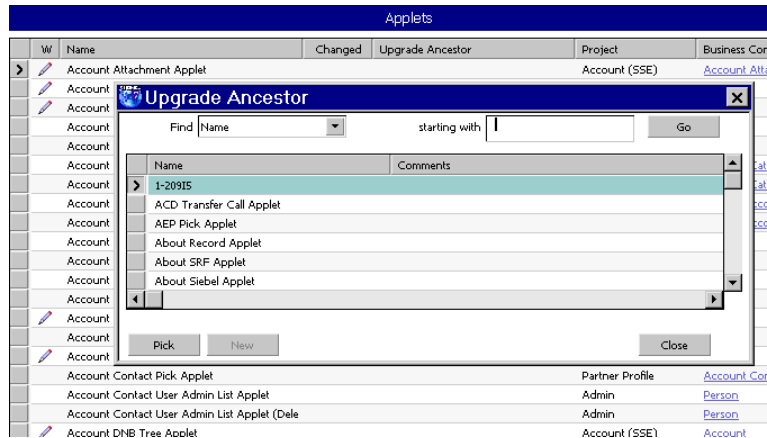 Applets
W Name Changed Upgrade Ancestor Project Business Con
Account Attachment Applet Account (SSE) Account Atta
Account
Upgrade Ancestor
Account
Find Name starting with Go
Account
Account
Name Comments
Account
1-209I5
Account
ACD Transfer Call Applet
Account
AEP Pick Applet
Account
About Record Applet
Account
About SRF Applet
Account
About Siebel Applet
Account
Account
Account
Account
Pick New Close
Account
Account Contact Pick Applet Partner Profile Account Con
Account Contact User Admin List Applet Admin Person
Account Contact User Admin List Applet (Dele Admin Person
Account DNB Tree Applet Account (SSE) Account